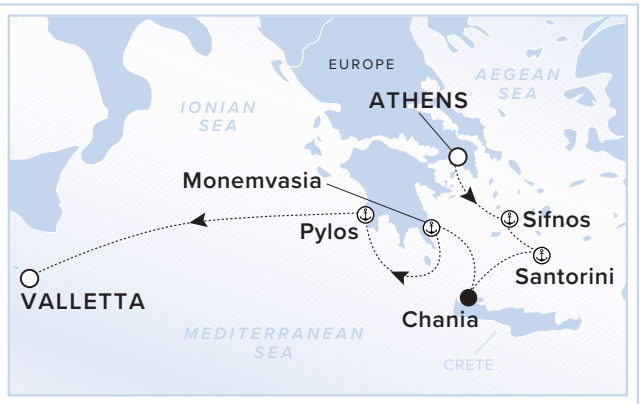 EUROPE
AEGEAN
SEA
ATHENS
IONIAN
SEA
Monemvasia
Pylos
Sifnos
Santorini
VALLETTA
Chania
MEDITERRANEAN
SEA
CRETE